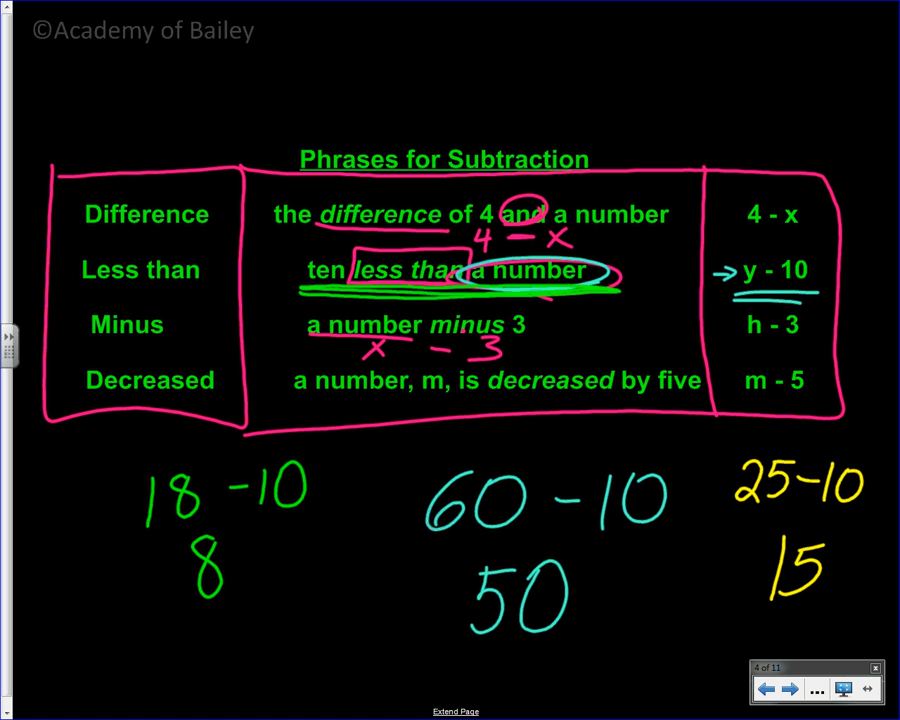 ©Academy of Bailey
Phrases for Subtraction
Difference the difference of 4 and a number 4 - x
4 - x
Less than ten less than a number y - 10
Minus a number minus 3 h - 3
x - 3
Decreased a number, m, is decreased by five m - 5
18 -10 60 - 10 25-10
8 50 15
4 of 11 x
...
Extend Page